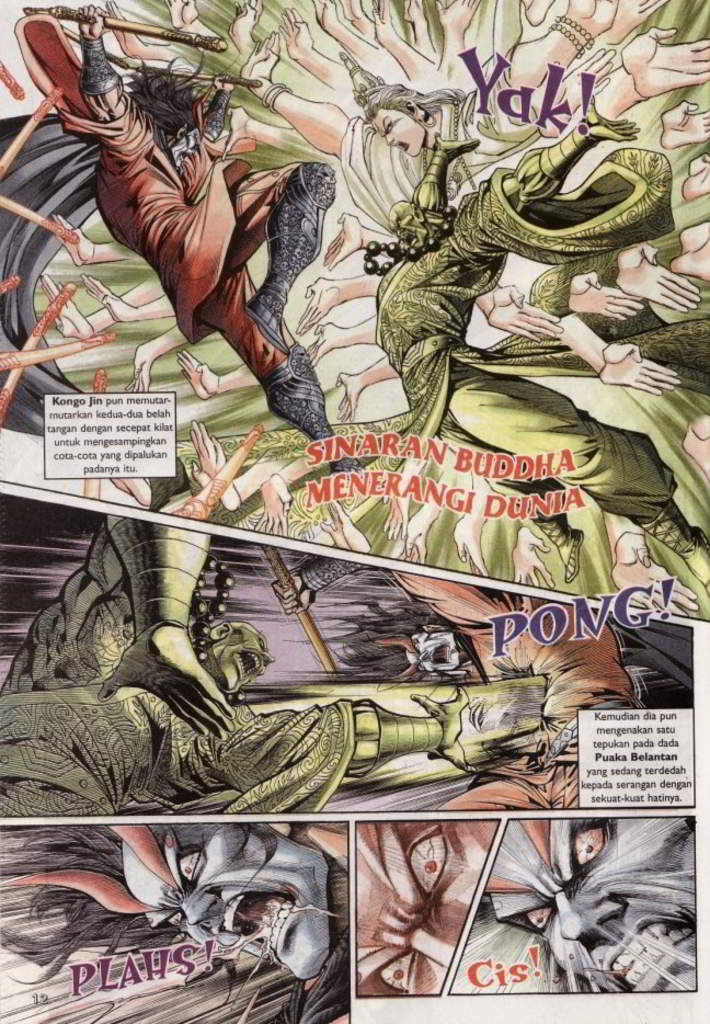 Yak!
Kongo Jin pun memutar-
mutarkan kedua-dua belah
tangan dengan secepat kilat
untuk mengesampingkan
cota-cota yang dipalukan
padanya itu.
SINARAN BUDDHA
MENERANGI DUNIA
PONG!
Kemudian dia pun
mengenakan satu
tepukan pada dada
Puaka Belantan
yang sedang terdedah
kepada serangan dengan
sekuat-kuat hatinya.
PLAHS!
Cis!
12